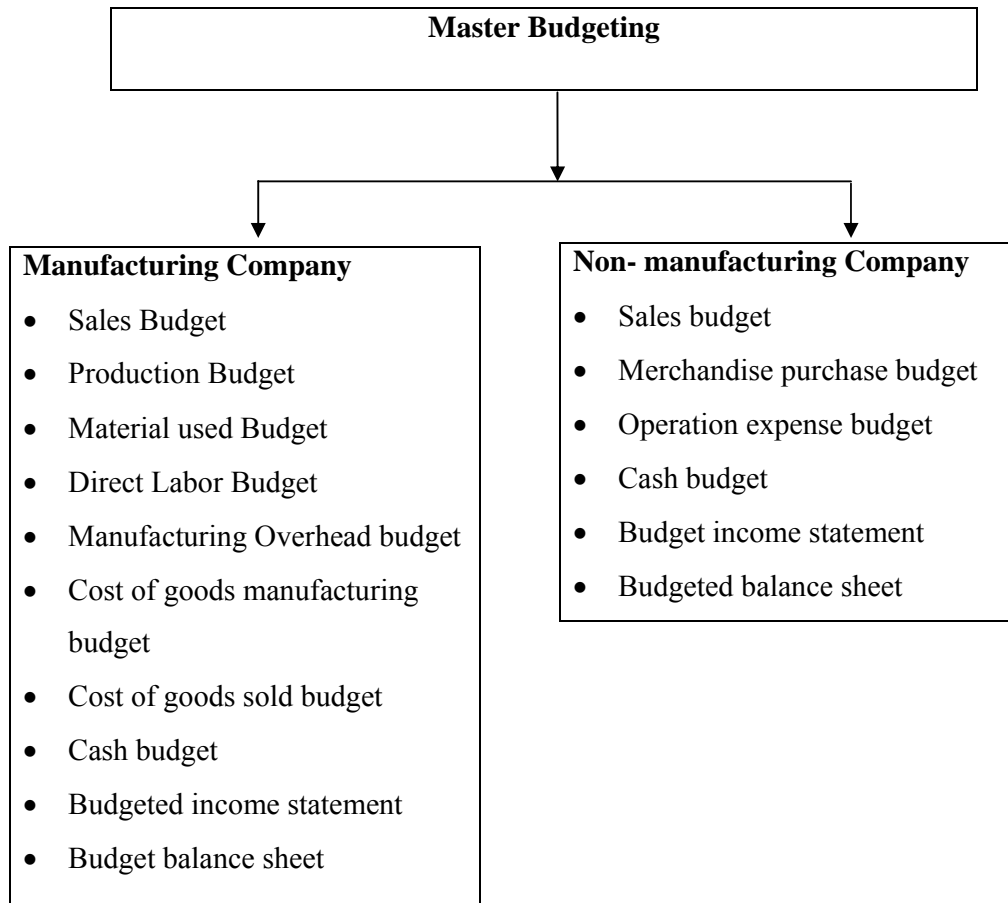 Master Budgeting
Manufacturing Company
• Sales Budget
• Production Budget
• Material used Budget
• Direct Labor Budget
• Manufacturing Overhead budget
• Cost of goods manufacturing
budget
• Cost of goods sold budget
• Cash budget
• Budgeted income statement
• Budget balance sheet
Non- manufacturing Company
• Sales budget
• Merchandise purchase budget
• Operation expense budget
• Cash budget
• Budget income statement
• Budgeted balance sheet